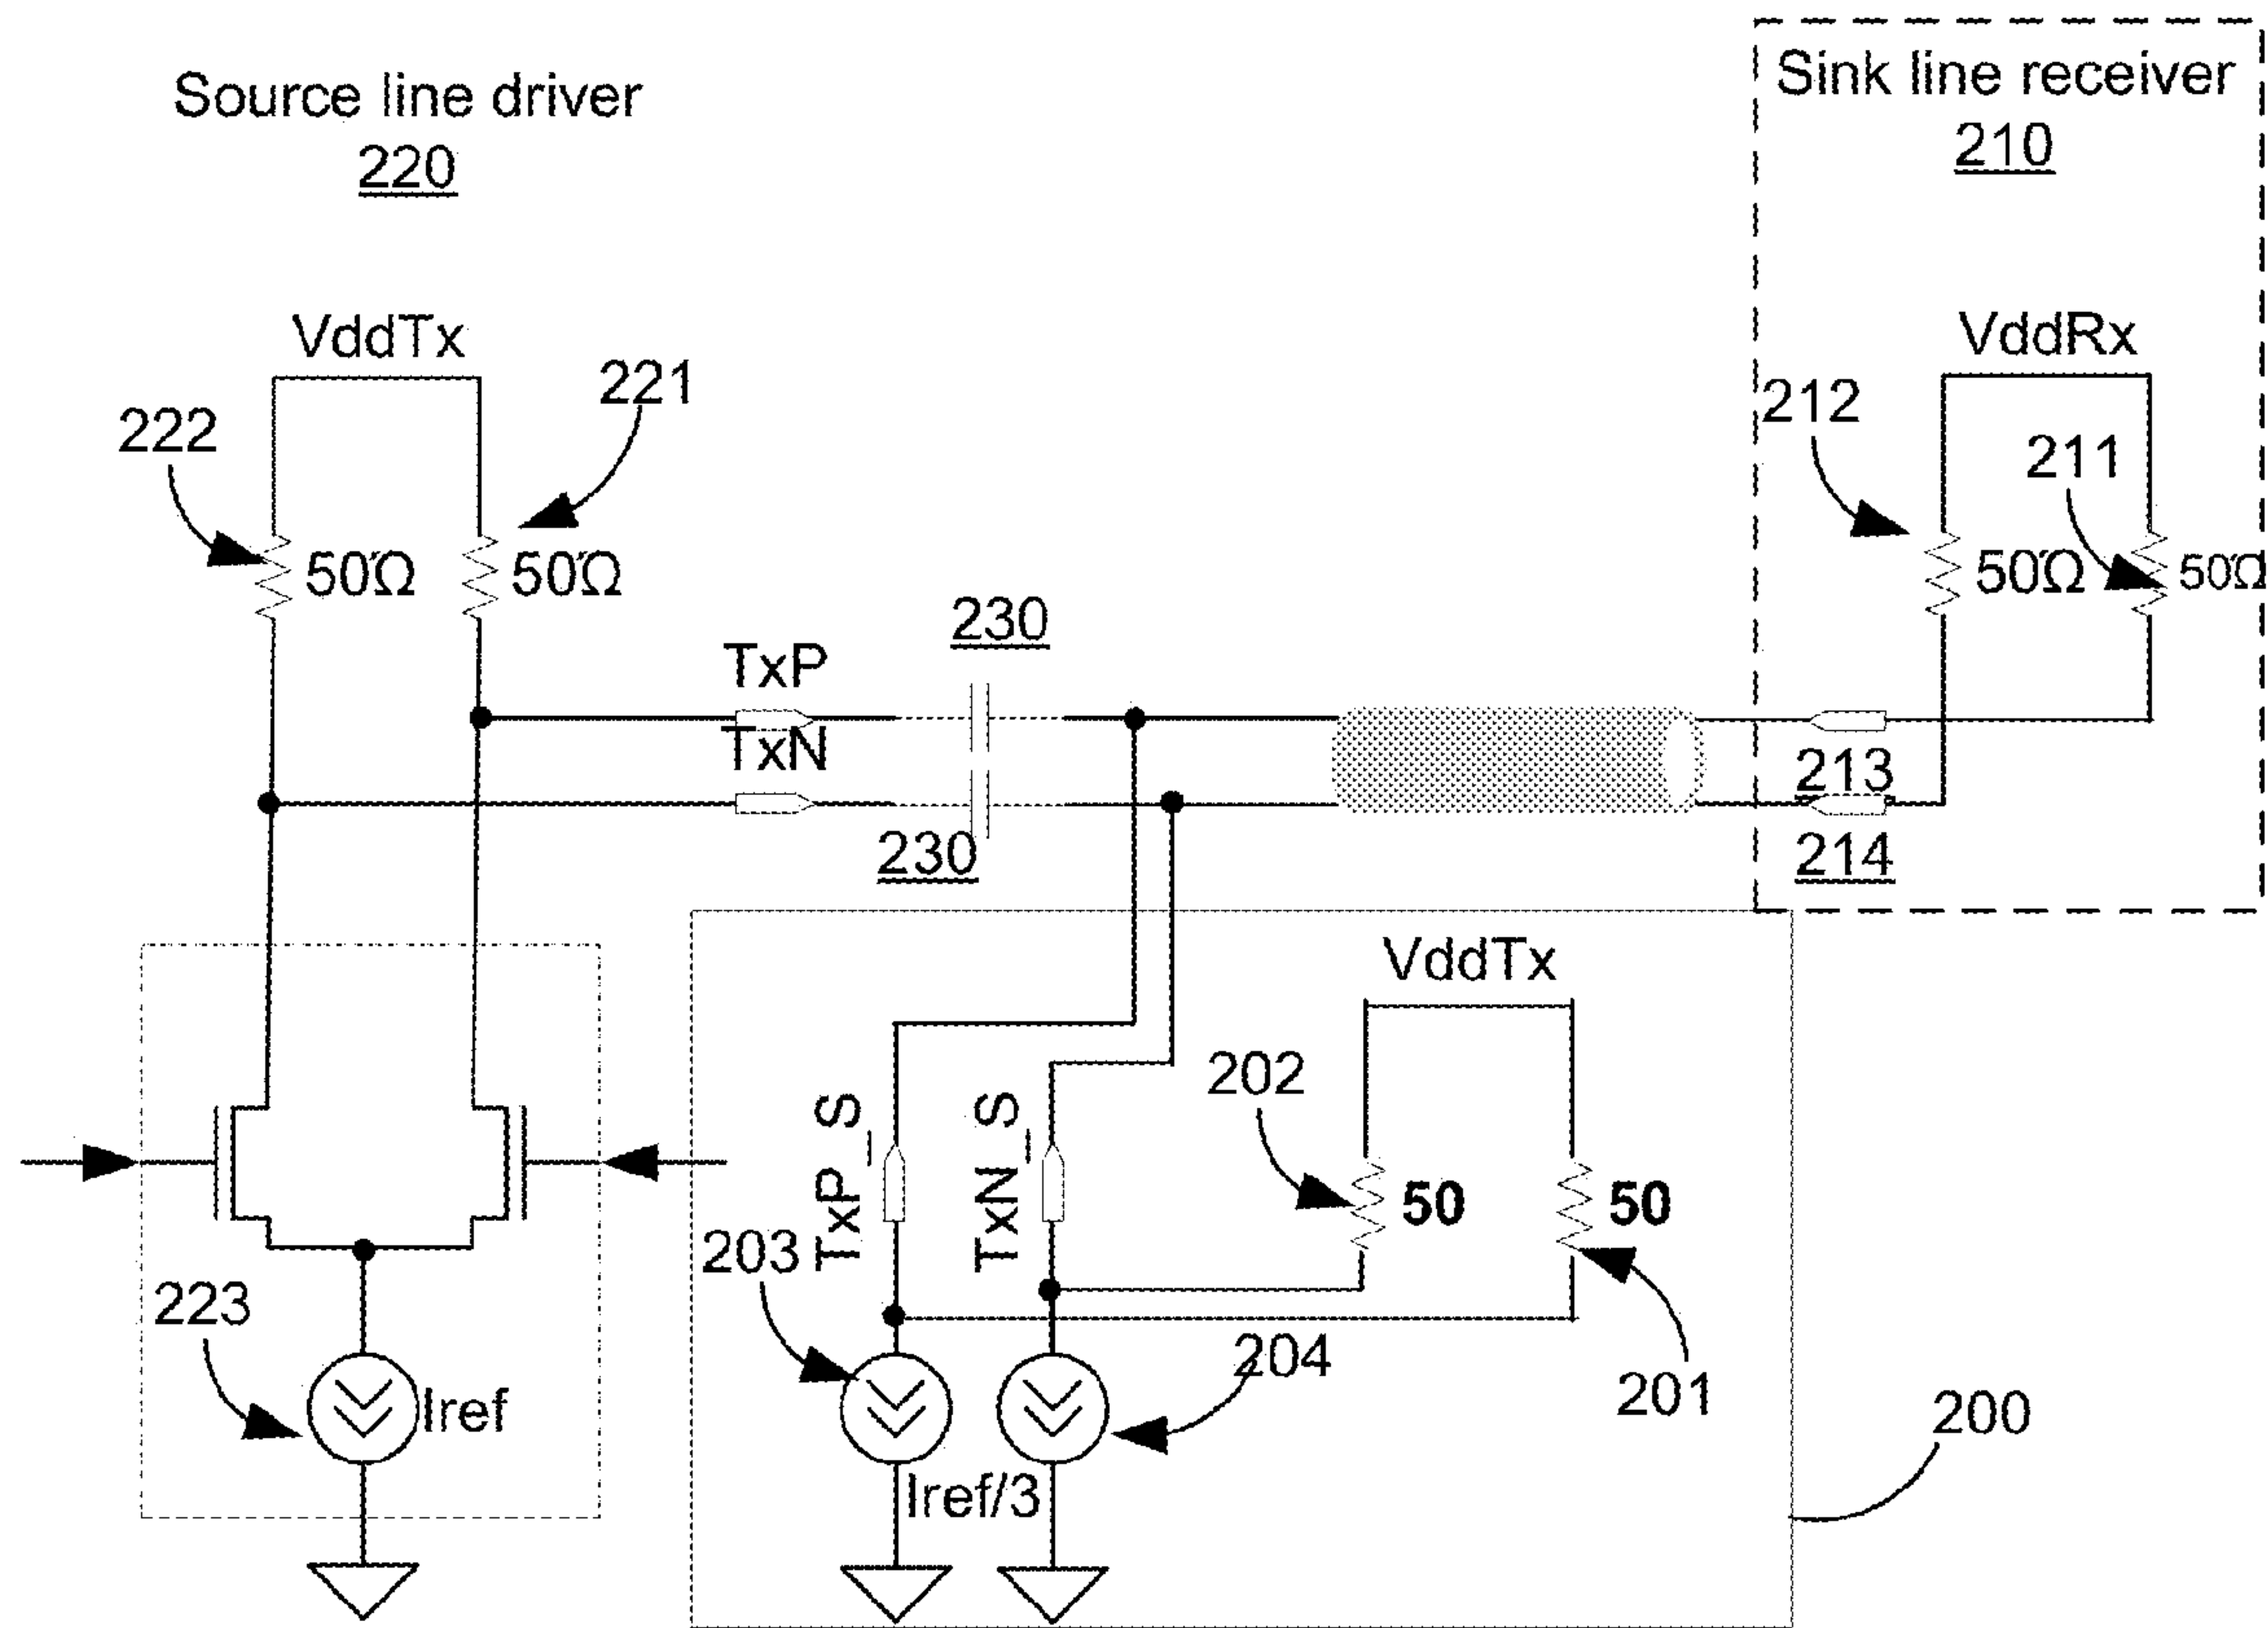 Source line driver
220
Sink line receiver
210
VddTx
VddRx
221
222
212
211
50Ω
50Ω
50Ω
50Ω
230
TxP
TxN
230
213
214
VddTx
202
TxP_S
TxN_S
50
50
203
223
204
201
200
Iref
Iref/3